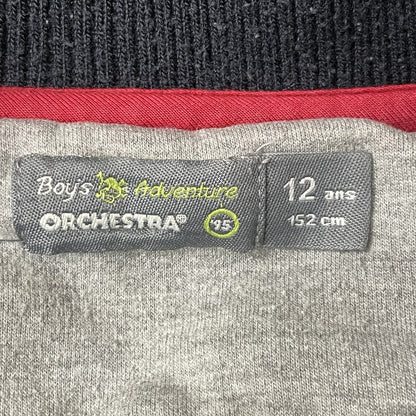 Boy's Adventure
ORCHESTRA® '95
12 ans
152 cm